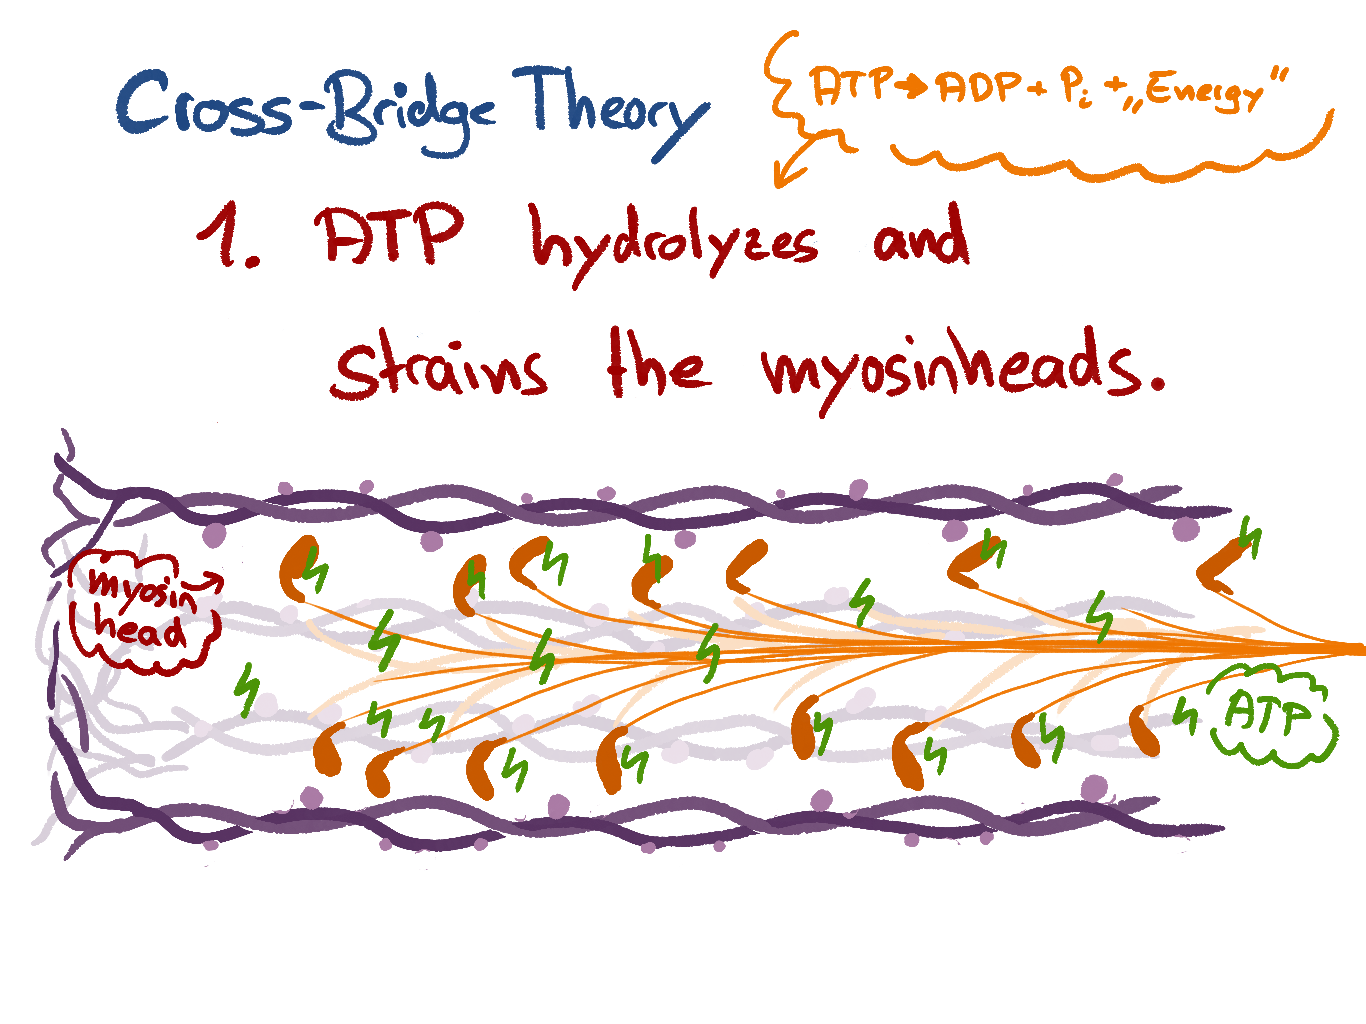 Cross-Bridge Theory
ATP → ADP + Pi + „Energy"
1. ATP hydrolyzes and
strains the myosinheads.
myosin
head
ATP